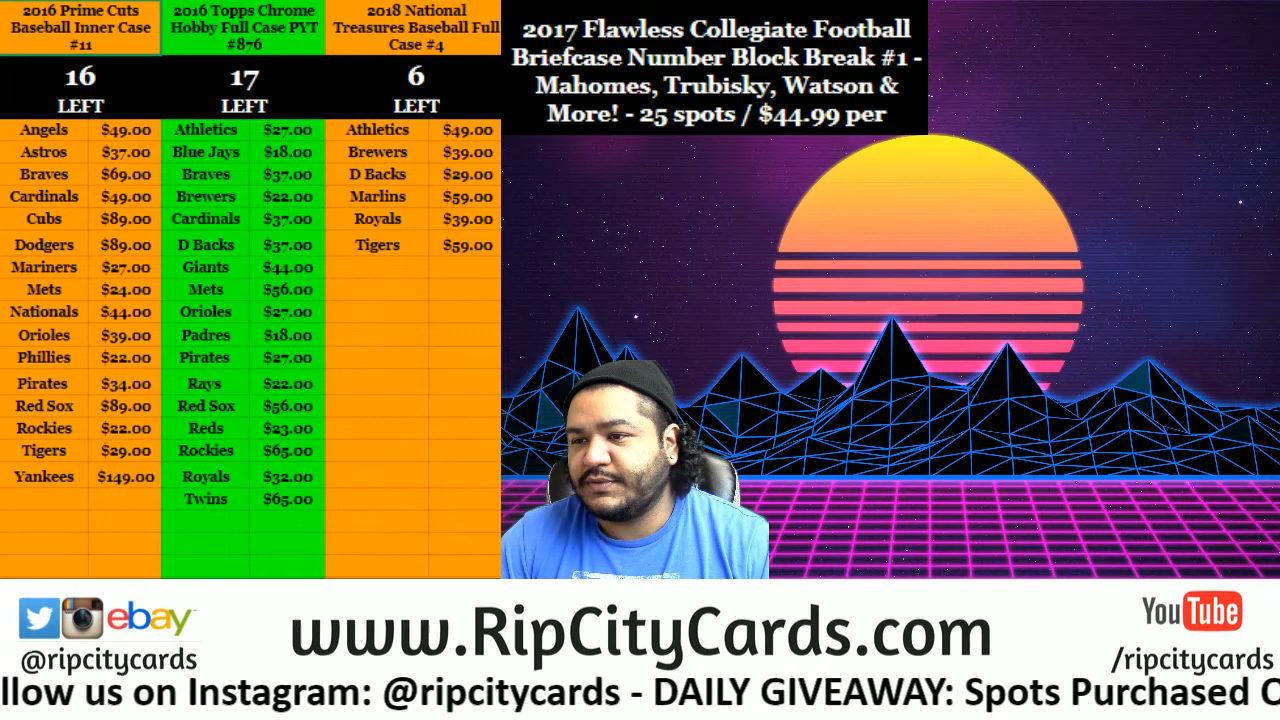 2016 Prime Cuts
Baseball Inner Case
#11
16
LEFT
Angels $49.00
Astros $37.00
Braves $69.00
Cardinals $49.00
Cubs $89.00
Dodgers $89.00
Mariners $27.00
Mets $24.00
Nationals $44.00
Orioles $39.00
Phillies $22.00
Pirates $34.00
Red Sox $89.00
Rockies $22.00
Tigers $29.00
Yankees $149.00
2016 Topps Chrome
Hobby Full Case PYT
#876
17
LEFT
Athletics $27.00
Blue Jays $18.00
Braves $37.00
Brewers $22.00
Cardinals $37.00
D Backs $37.00
Giants $44.00
Mets $56.00
Orioles $27.00
Padres $18.00
Pirates $27.00
Rays $22.00
Red Sox $56.00
Reds $23.00
Rockies $65.00
Royals $32.00
Twins $65.00
2018 National
Treasures Baseball Full
Case #4
6
LEFT
Athletics $49.00
Brewers $39.00
D Backs $29.00
Marlins $59.00
Royals $39.00
Tigers $59.00
2017 Flawless Collegiate Football
Briefcase Number Block Break #1 -
Mahomes, Trubisky, Watson &
More! - 25 spots / $44.99 per
ebay
@ripcitycards
www.RipCityCards.com
YouTube
/ripcitycards
llow us on Instagram: @ripcitycards - DAILY GIVEAWAY: Spots Purchased